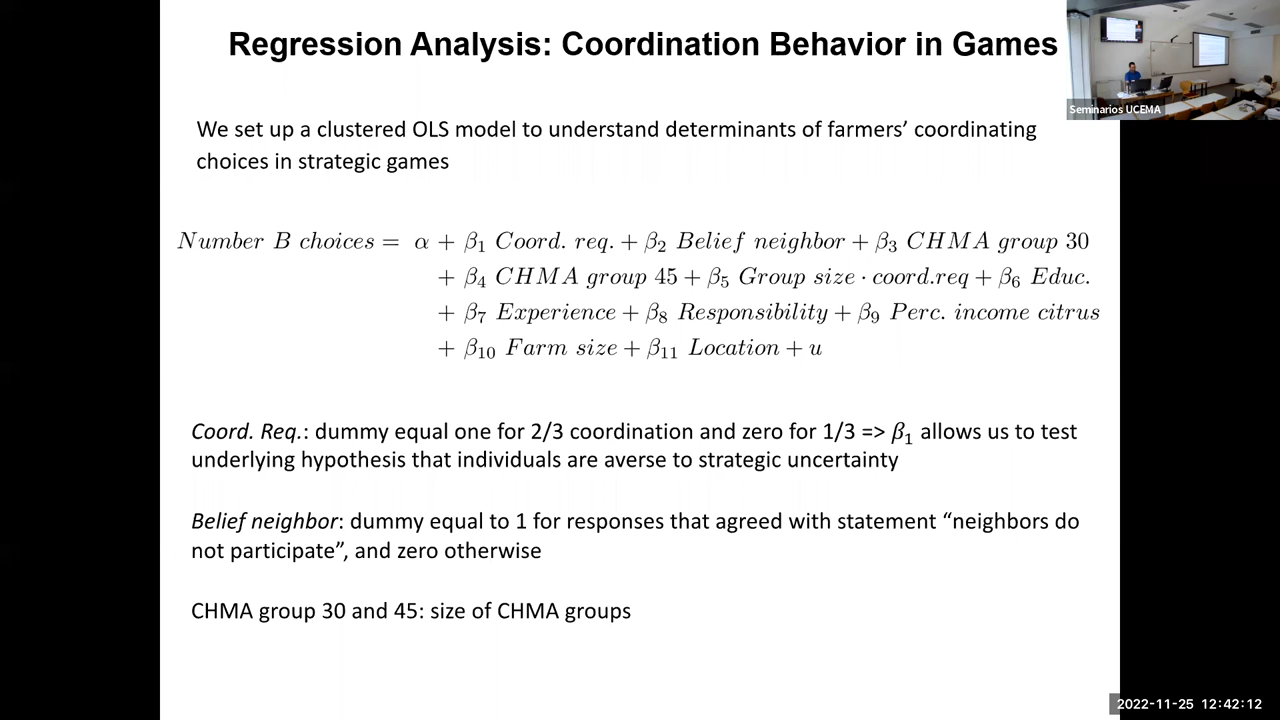 Regression Analysis: Coordination Behavior in Games
Seminarios UCEMA
We set up a clustered OLS model to understand determinants of farmers’ coordinating
choices in strategic games
Number B choices = α + β₁ Coord. req. + β₂ Belief neighbor + β₃ CHMA group 30
+ β₄ CHMA group 45 + β₅ Group size · coord.req + β₆ Educ.
+ β₇ Experience + β₈ Responsibility + β₉ Perc. income citrus
+ β₁₀ Farm size + β₁₁ Location + u
Coord. Req.: dummy equal one for 2/3 coordination and zero for 1/3 => β₁ allows us to test
underlying hypothesis that individuals are averse to strategic uncertainty
Belief neighbor: dummy equal to 1 for responses that agreed with statement “neighbors do
not participate”, and zero otherwise
CHMA group 30 and 45: size of CHMA groups
2022-11-25 12:42:12